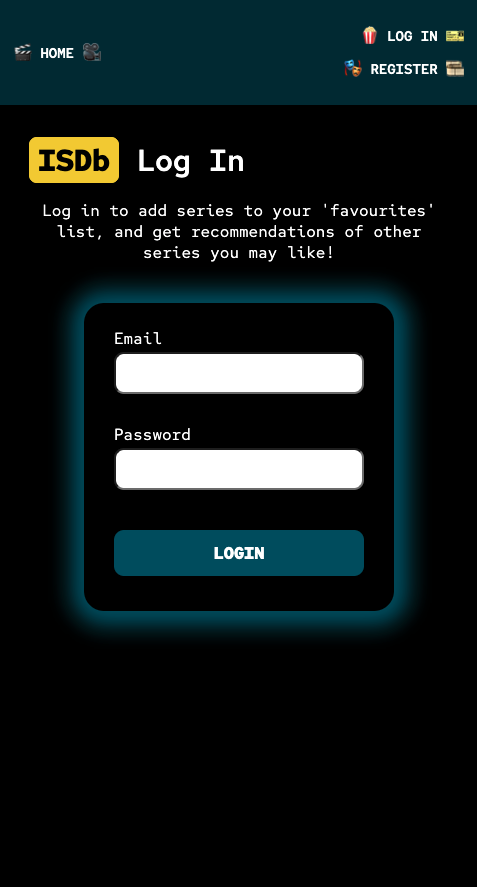 HOME
LOG IN
REGISTER
ISDb Log In
Log in to add series to your 'favourites'
list, and get recommendations of other
series you may like!
Email
Password
LOGIN